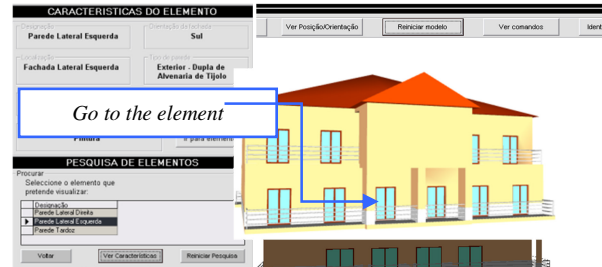 CARACTERISTICAS DO ELEMENTO
Designação
Parede Lateral Esquerda
Orientação da fachada
Sul
Localização
Fachada Lateral Esquerda
Tipo de parede
Exterior - Dupla de
Alvenaria de Tijolo
Go to the element
Pintura
Ir para elemento
PESQUISA DE ELEMENTOS
Procurar
Seleccione o elemento que
pretende visualizar:
Designação
Parede Lateral Direita
Parede Lateral Esquerda
Parede Tardoz
Voltar
Ver Características
Reiniciar Pesquisa
Ver Posição/Orientação
Reiniciar modelo
Ver comandos